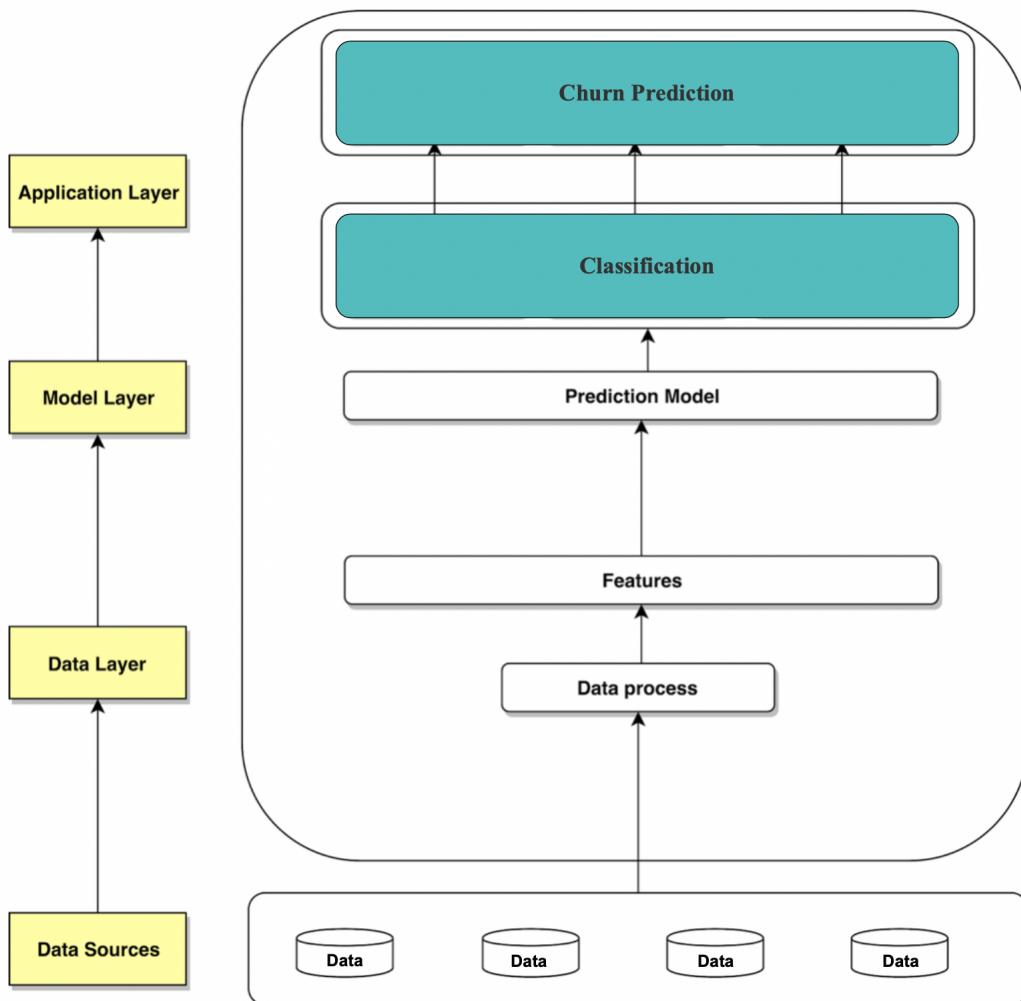 Churn Prediction
Application Layer
Classification
Model Layer
Prediction Model
Features
Data Layer
Data process
Data Sources
Data
Data
Data
Data